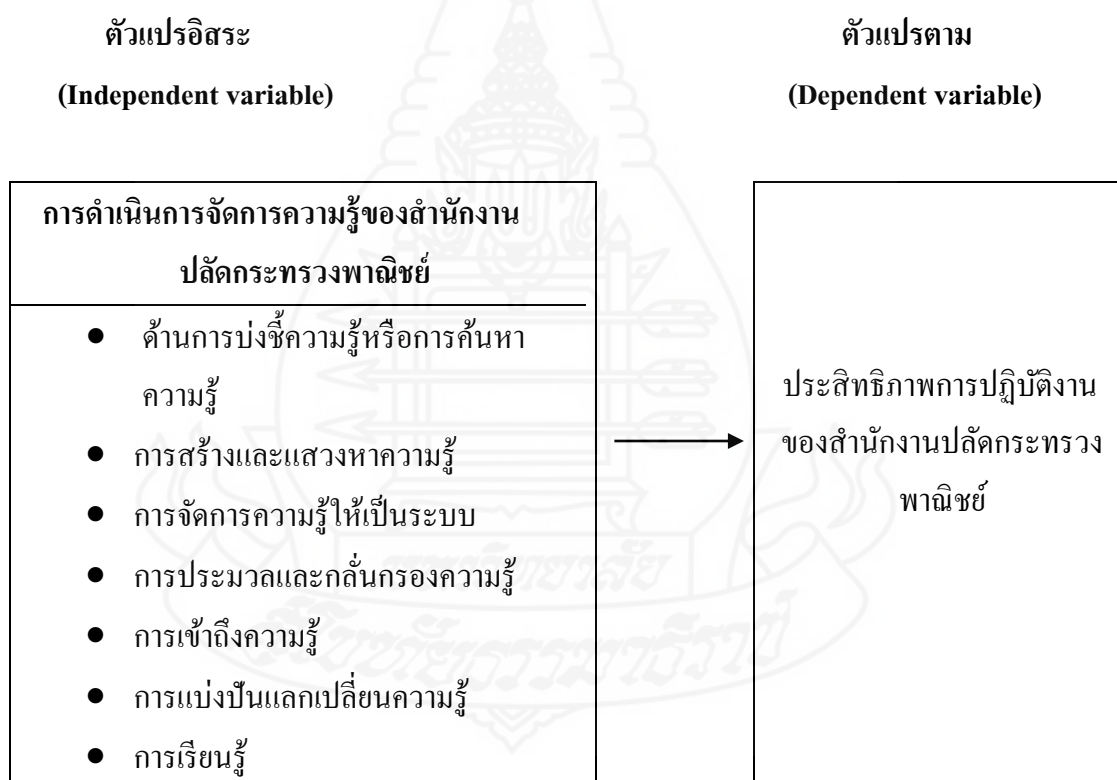 ตัวแปรอิสระ
(Independent variable)
ตัวแปรตาม
(Dependent variable)
การดำเนินการจัดการความรู้ของสำนักงาน
ปลัดกระทรวงพาณิชย์
● ด้านการบ่งชี้ความรู้หรือการค้นหา
ความรู้
● การสร้างและแสวงหาความรู้
● การจัดการความรู้ให้เป็นระบบ
● การประมวลและกลั่นกรองความรู้
● การเข้าถึงความรู้
● การแบ่งปันแลกเปลี่ยนความรู้
● การเรียนรู้
ประสิทธิภาพการปฏิบัติงาน
ของสำนักงานปลัดกระทรวง
พาณิชย์